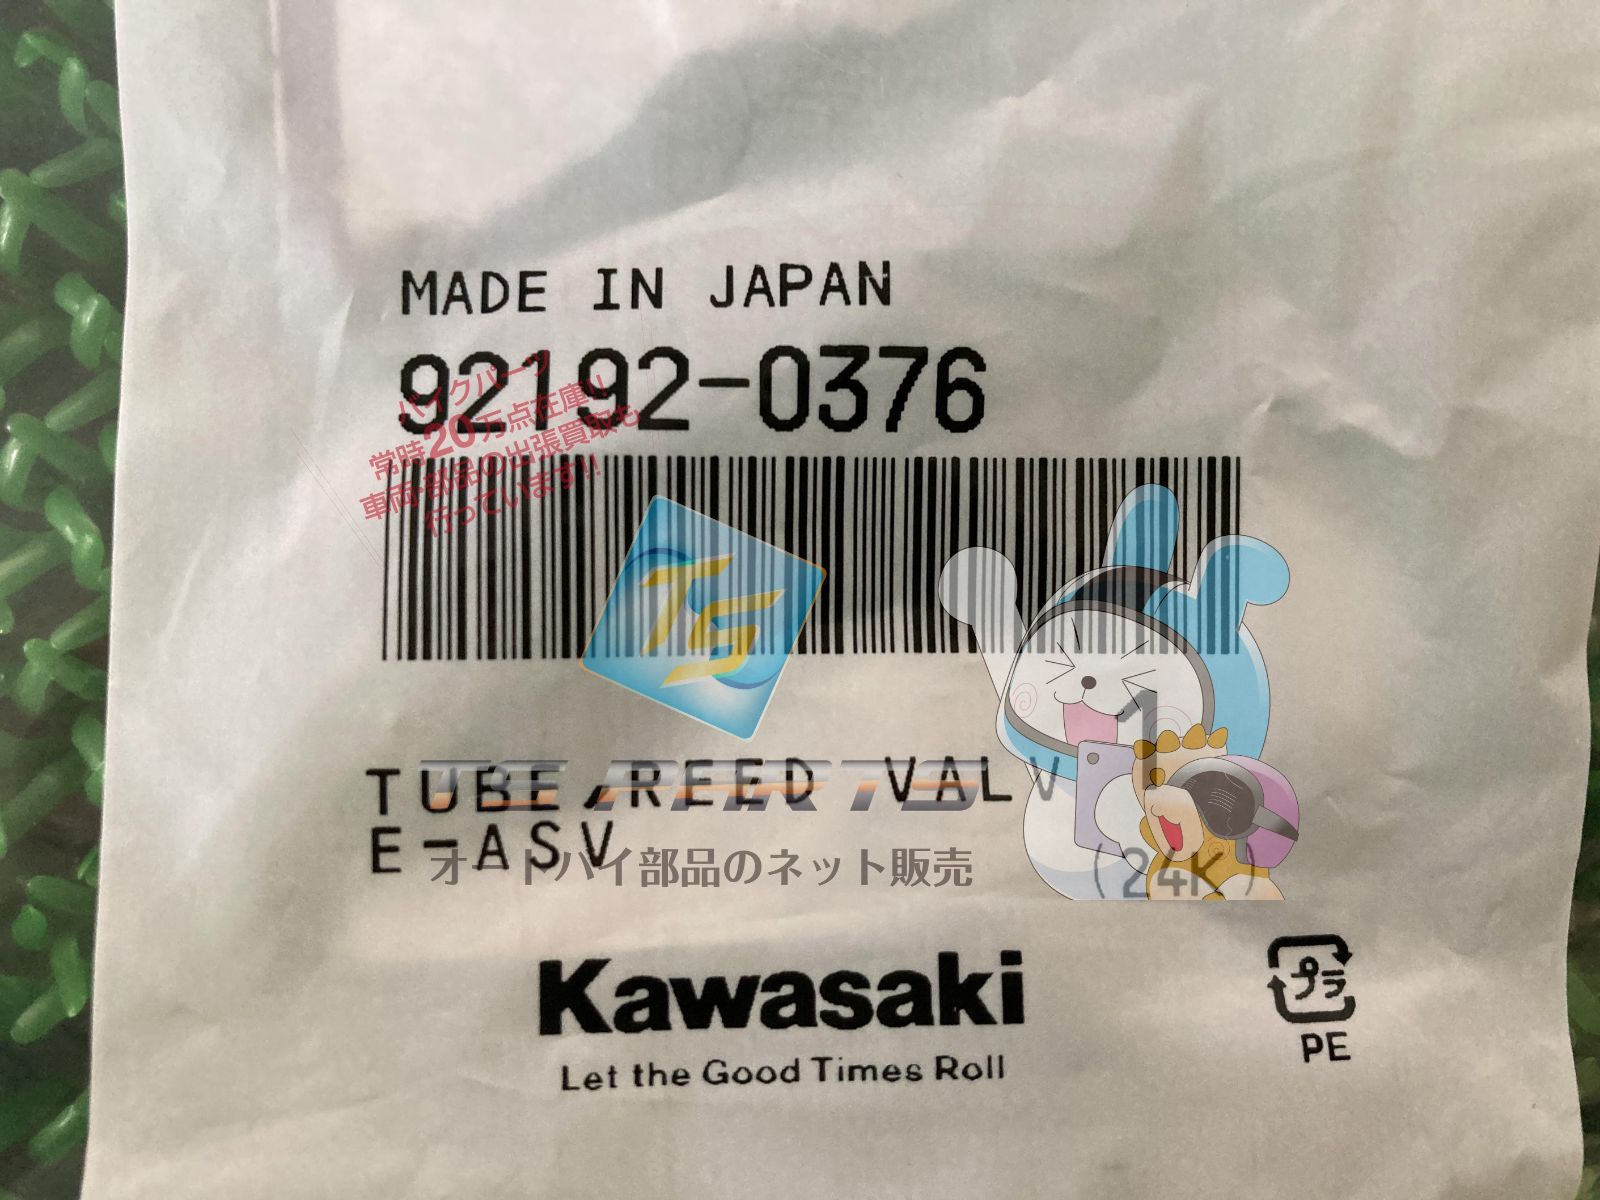 MADE IN JAPAN
92192-0376
バイクパーツ
常時20万点在庫!!
車両・部品の出張買取も
行っています!!
TS
1
TUBE,REED VALV
E-ASV
TS PARTS
オートバイ部品のネット販売
(24K)
Kawasaki
Let the Good Times Roll
プラ
PE